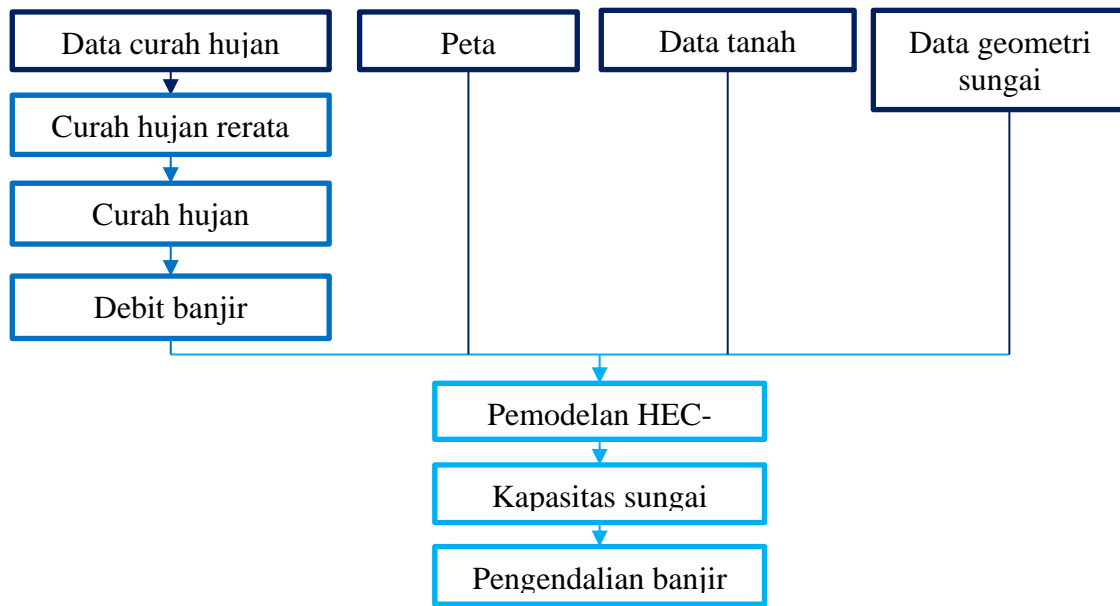 Data curah hujan
Peta
Data tanah
Data geometri
sungai
Curah hujan rerata
Curah hujan
Debit banjir
Pemodelan HEC-
Kapasitas sungai
Pengendalian banjir